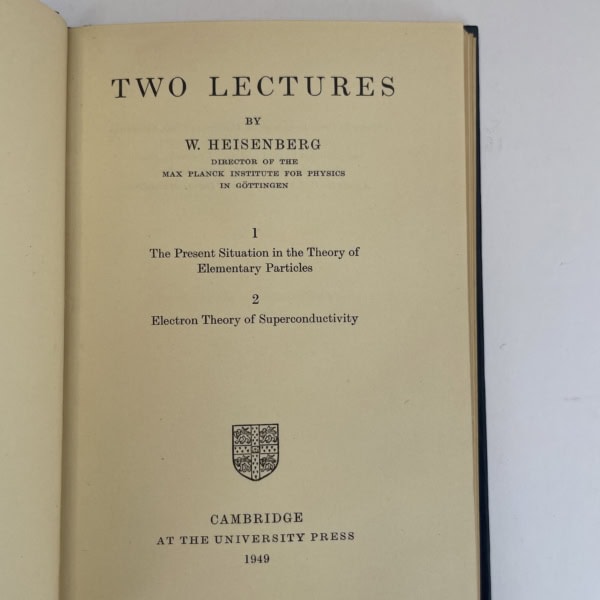 TWO LECTURES
BY
W. HEISENBERG
DIRECTOR OF THE
MAX PLANCK INSTITUTE FOR PHYSICS
IN GÖTTINGEN
1
The Present Situation in the Theory of
Elementary Particles
2
Electron Theory of Superconductivity
CAMBRIDGE
AT THE UNIVERSITY PRESS
1949